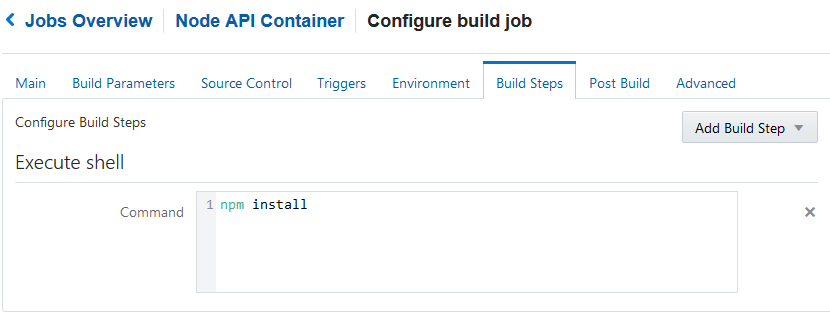 Jobs Overview Node API Container Configure build job
Main Build Parameters Source Control Triggers Environment Build Steps Post Build Advanced
Configure Build Steps
Add Build Step
Execute shell
Command
1 npm install